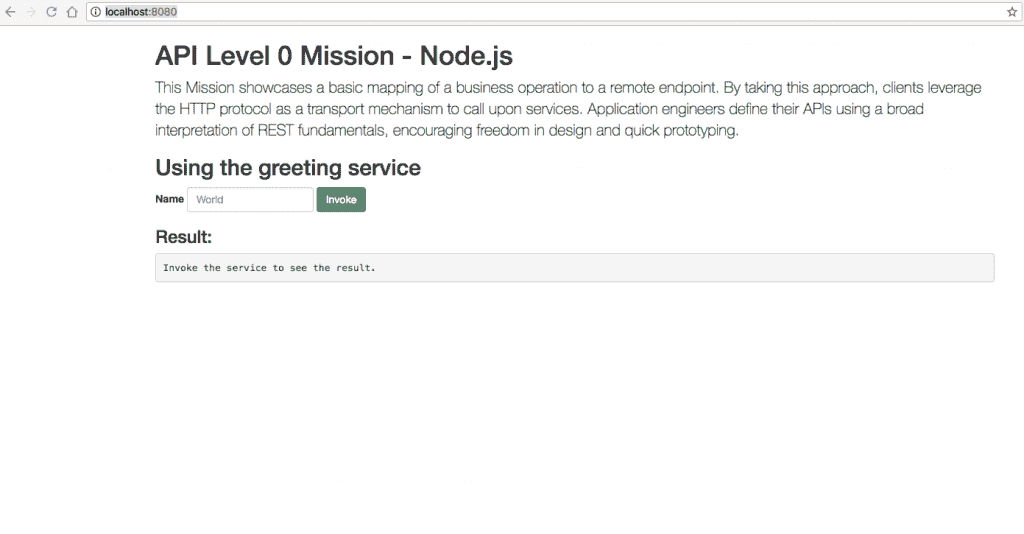 localhost:8080
API Level 0 Mission - Node.js
This Mission showcases a basic mapping of a business operation to a remote endpoint. By taking this approach, clients leverage
the HTTP protocol as a transport mechanism to call upon services. Application engineers define their APIs using a broad
interpretation of REST fundamentals, encouraging freedom in design and quick prototyping.
Using the greeting service
Name World Invoke
Result:
Invoke the service to see the result.